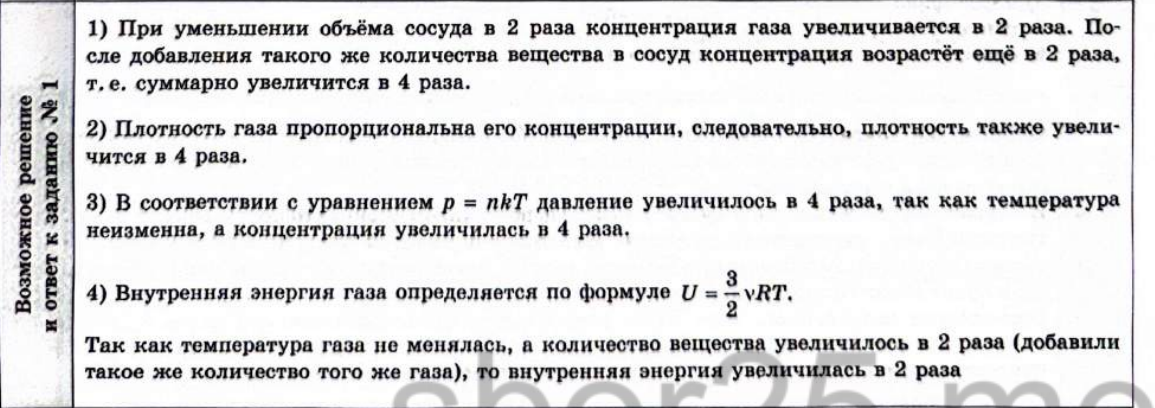 Возможное решение
и ответ к заданию № 1
1) При уменьшении объёма сосуда в 2 раза концентрация газа увеличивается в 2 раза. По-
сле добавления такого же количества вещества в сосуд концентрация возрастёт ещё в 2 раза,
т. е. суммарно увеличится в 4 раза.
2) Плотность газа пропорциональна его концентрации, следовательно, плотность также увели-
чится в 4 раза.
3) В соответствии с уравнением p = nkT давление увеличилось в 4 раза, так как температура
неизменна, а концентрация увеличилась в 4 раза.
4) Внутренняя энергия газа определяется по формуле U = 3/2 νRT.
Так как температура газа не менялась, а количество вещества увеличилось в 2 раза (добавили
такое же количество того же газа), то внутренняя энергия увеличилась в 2 раза